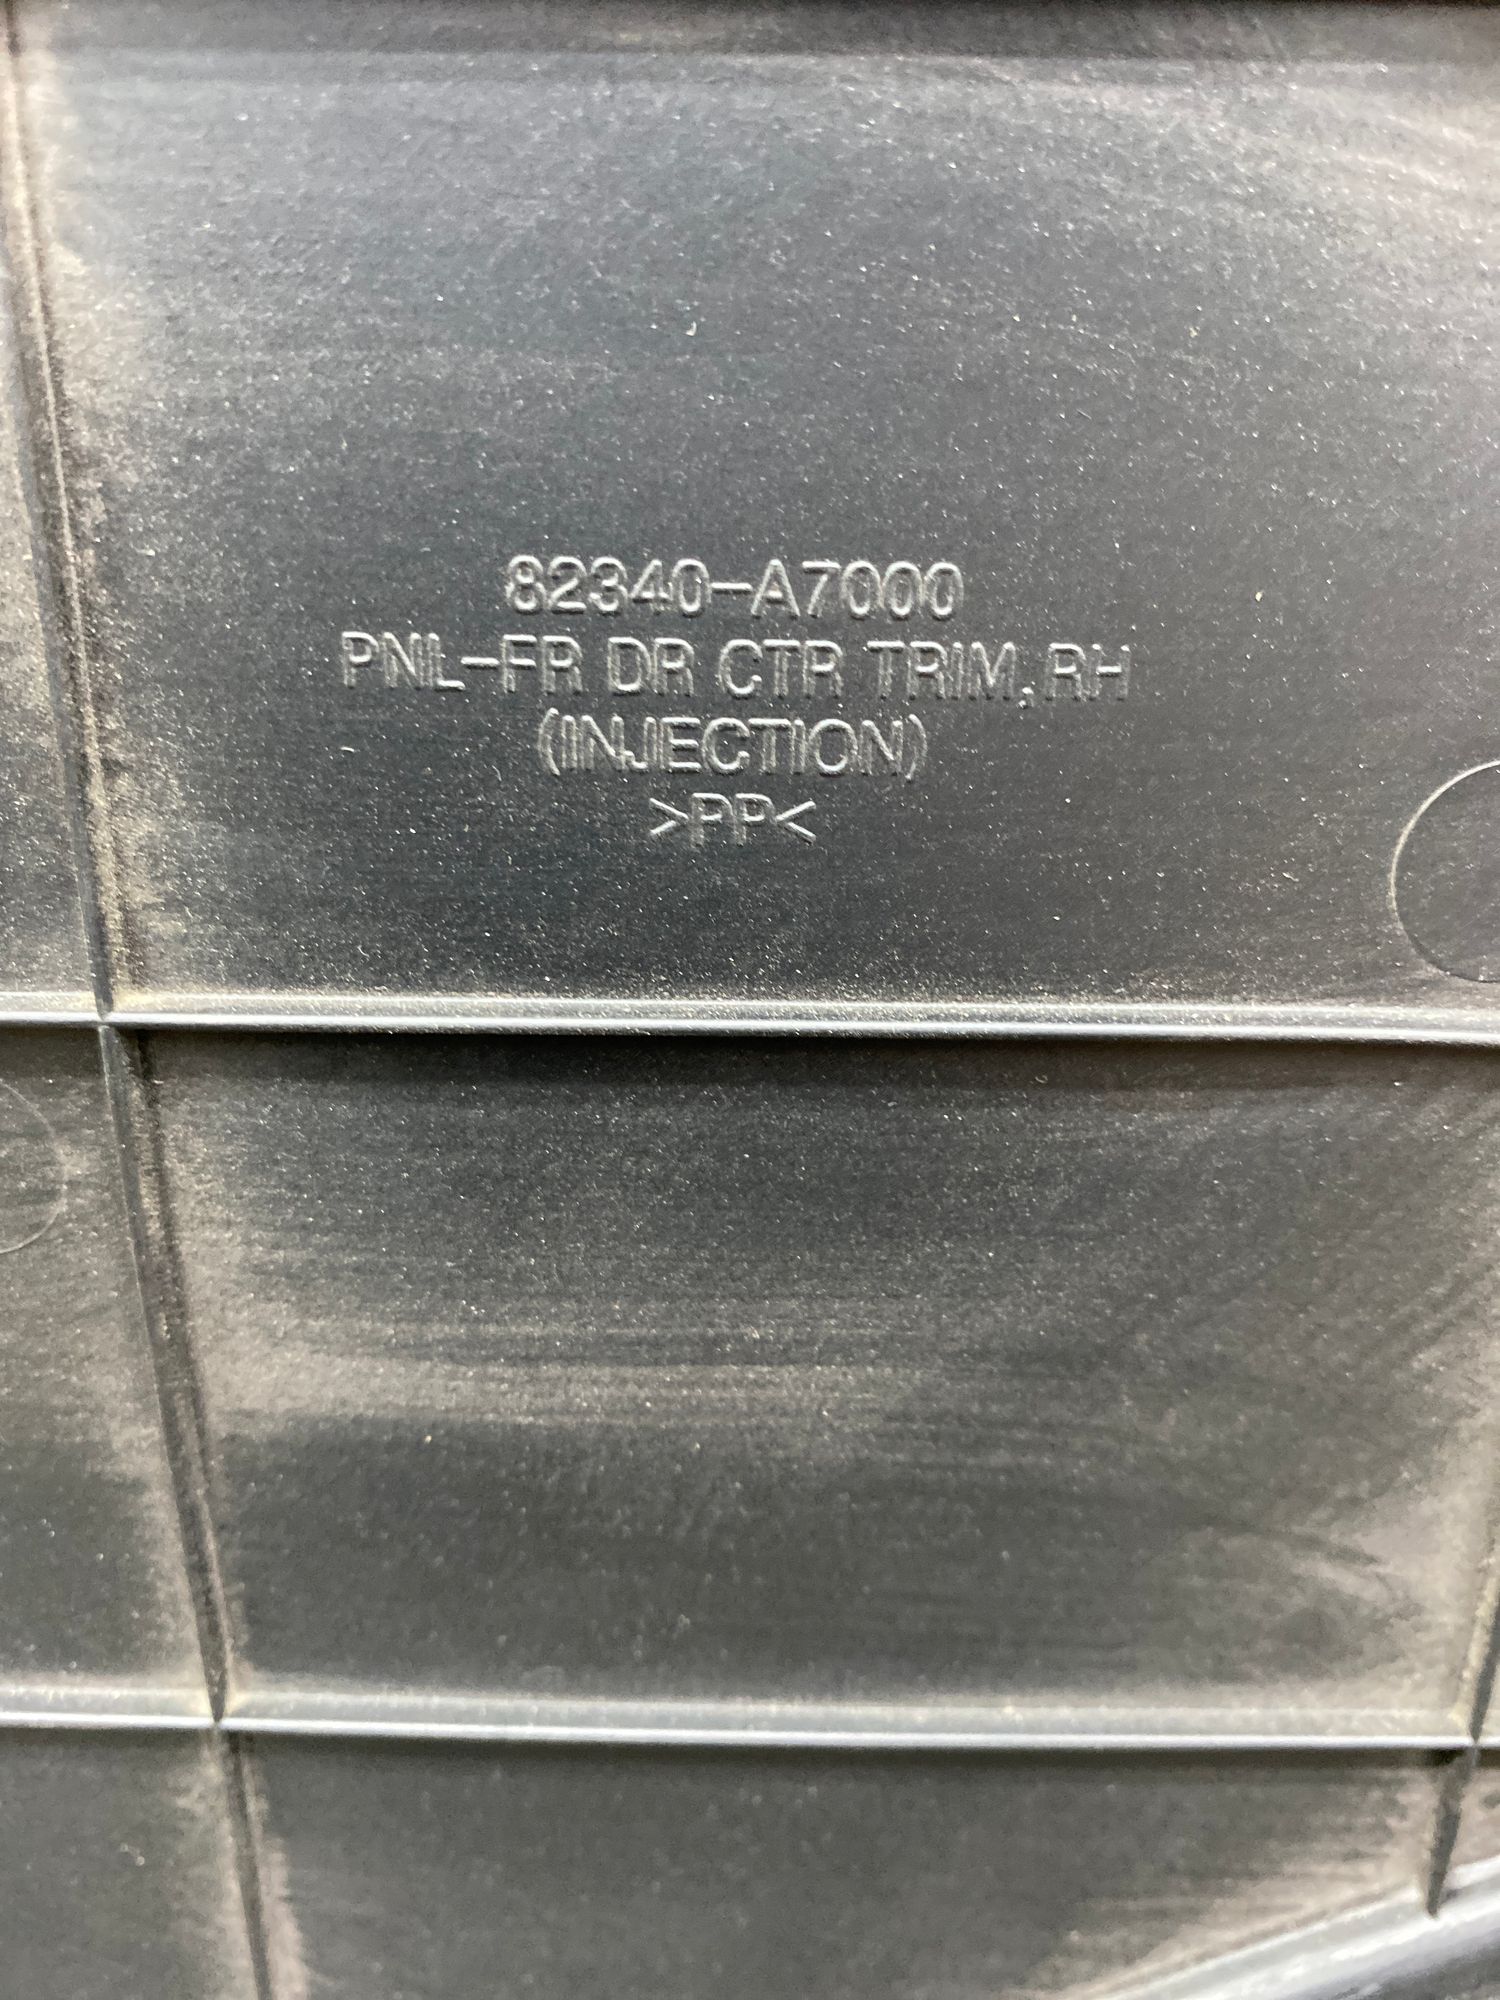 82340-A7000
PNL-FR DR CTR TRIM, RH
(INJECTION)
>PP<